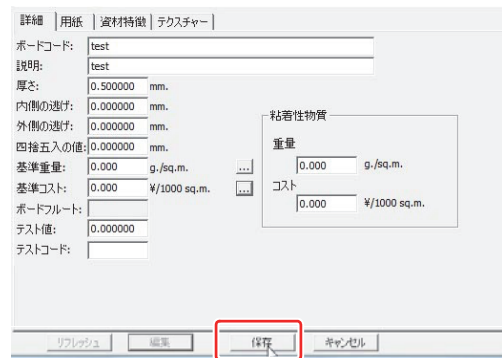 詳細 用紙 資材特徴 テクスチャー
ボードコード: test
説明: test
厚さ: 0.500000 mm.
内側の逃げ: 0.000000 mm.
外側の逃げ: 0.000000 mm.
四捨五入の値: 0.000000 mm.
基準重量: 0.000 g./sq.m. ...
基準コスト: 0.000 ¥/1000 sq.m. ...
ボードフルート:
テスト値: 0.000000
テストコード:
粘着性物質
重量
0.000 g./sq.m.
コスト
0.000 ¥/1000 sq.m.
リフレッシュ 編集 保存 キャンセル